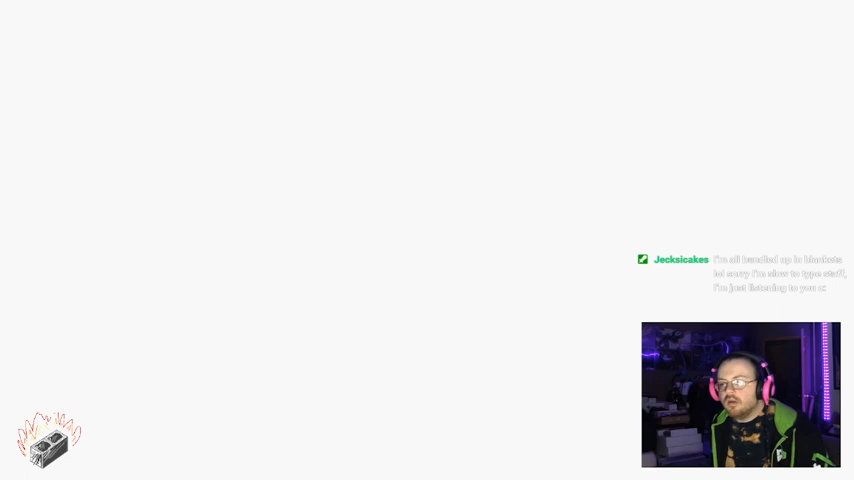 Jecksicakes I'm all bundled up in blankets
lol sorry I'm slow to type stuff,
I'm just listening to you <: